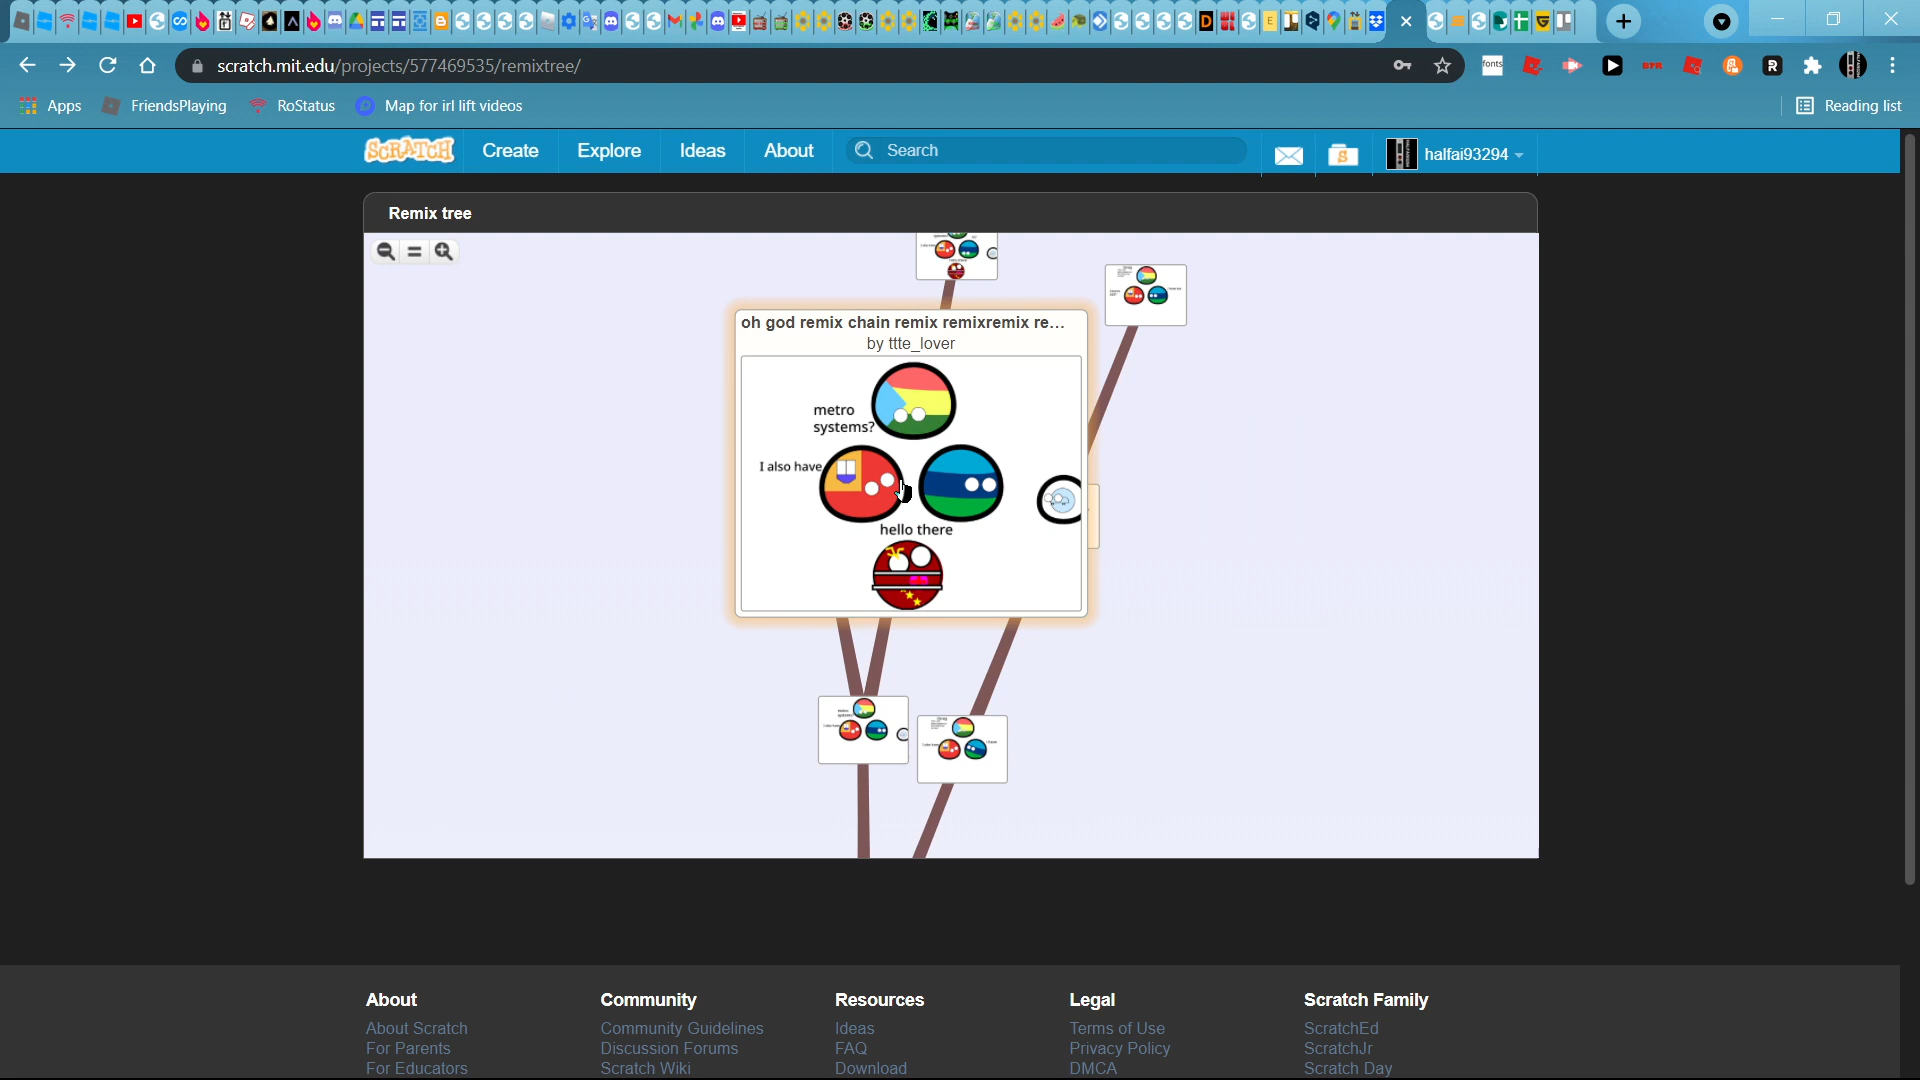 scratch.mit.edu/projects/577469535/remixtree/
fonts
Apps
FriendsPlaying
RoStatus
Map for irl lift videos
Reading list
SCRATCH
Create
Explore
Ideas
About
Search
halfai93294
Remix tree
oh god remix chain remix remixremix re...
by ttte_lover
metro
systems?
I also have
hello there
About
Community
Resources
Legal
Scratch Family
About Scratch
Community Guidelines
Ideas
Terms of Use
ScratchEd
For Parents
Discussion Forums
FAQ
Privacy Policy
ScratchJr
For Educators
Scratch Wiki
Download
DMCA
Scratch Day